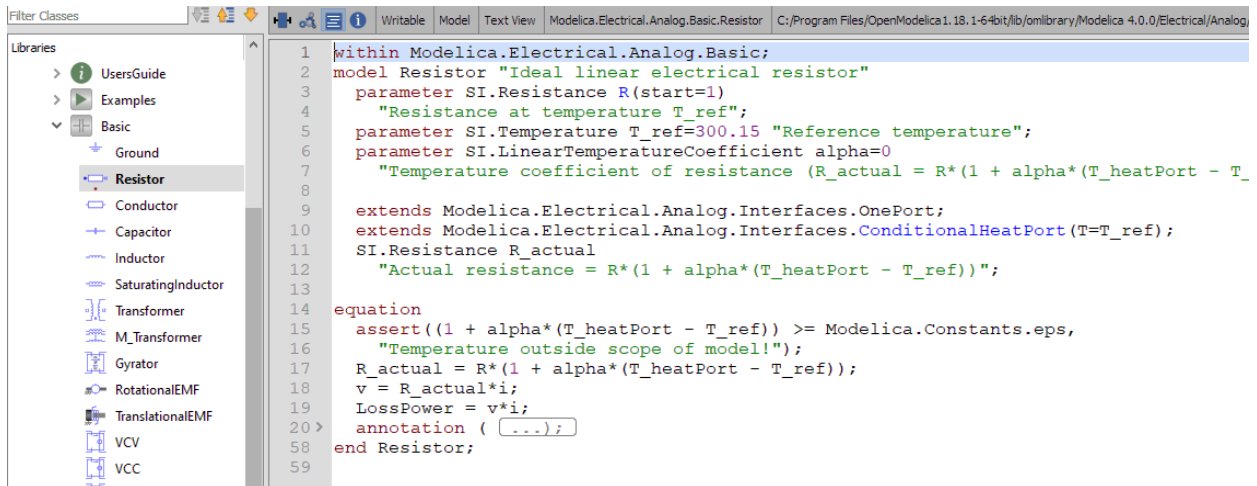 Filter Classes
Writable Model Text View Modelica.Electrical.Analog.Basic.Resistor C:/Program Files/OpenModelica1.18.1-64bit/lib/omlibrary/Modelica 4.0.0/Electrical/Analog/
Libraries
UsersGuide
Examples
Basic
Ground
Resistor
Conductor
Capacitor
Inductor
SaturatingInductor
Transformer
M_Transformer
Gyrator
RotationalEMF
TranslationalEMF
VCV
VCC
1 within Modelica.Electrical.Analog.Basic;
2 model Resistor "Ideal linear electrical resistor"
3 parameter SI.Resistance R(start=1)
4 "Resistance at temperature T_ref";
5 parameter SI.Temperature T_ref=300.15 "Reference temperature";
6 parameter SI.LinearTemperatureCoefficient alpha=0
7 "Temperature coefficient of resistance (R_actual = R*(1 + alpha*(T_heatPort - T_
8
9 extends Modelica.Electrical.Analog.Interfaces.OnePort;
10 extends Modelica.Electrical.Analog.Interfaces.ConditionalHeatPort(T=T_ref);
11 SI.Resistance R_actual
12 "Actual resistance = R*(1 + alpha*(T_heatPort - T_ref))";
13
14 equation
15 assert((1 + alpha*(T_heatPort - T_ref)) >= Modelica.Constants.eps,
16 "Temperature outside scope of model!");
17 R_actual = R*(1 + alpha*(T_heatPort - T_ref));
18 v = R_actual*i;
19 LossPower = v*i;
20 > annotation ( ...);
58 end Resistor;
59